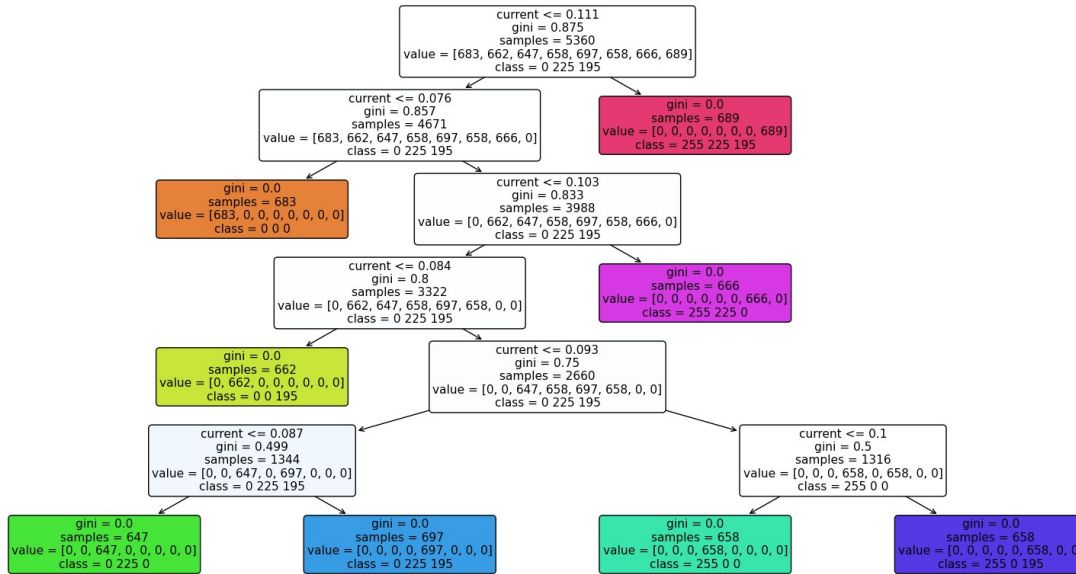 current <= 0.111
gini = 0.875
samples = 5360
value = [683, 662, 647, 658, 697, 658, 666, 689]
class = 0 225 195
current <= 0.076
gini = 0.857
samples = 4671
value = [683, 662, 647, 658, 697, 658, 666, 0]
class = 0 225 195
gini = 0.0
samples = 689
value = [0, 0, 0, 0, 0, 0, 0, 689]
class = 255 225 195
gini = 0.0
samples = 683
value = [683, 0, 0, 0, 0, 0, 0, 0]
class = 0 0 0
current <= 0.103
gini = 0.833
samples = 3988
value = [0, 662, 647, 658, 697, 658, 666, 0]
class = 0 225 195
current <= 0.084
gini = 0.8
samples = 3322
value = [0, 662, 647, 658, 697, 658, 0, 0]
class = 0 225 195
gini = 0.0
samples = 666
value = [0, 0, 0, 0, 0, 0, 666, 0]
class = 255 225 0
gini = 0.0
samples = 662
value = [0, 662, 0, 0, 0, 0, 0, 0]
class = 0 0 195
current <= 0.093
gini = 0.75
samples = 2660
value = [0, 0, 647, 658, 697, 658, 0, 0]
class = 0 225 195
current <= 0.087
gini = 0.499
samples = 1344
value = [0, 0, 647, 0, 697, 0, 0, 0]
class = 0 225 195
current <= 0.1
gini = 0.5
samples = 1316
value = [0, 0, 0, 658, 0, 658, 0, 0]
class = 255 0 0
gini = 0.0
samples = 647
value = [0, 0, 647, 0, 0, 0, 0, 0]
class = 0 225 0
gini = 0.0
samples = 697
value = [0, 0, 0, 0, 697, 0, 0, 0]
class = 0 225 195
gini = 0.0
samples = 658
value = [0, 0, 0, 658, 0, 0, 0, 0]
class = 255 0 0
gini = 0.0
samples = 658
value = [0, 0, 0, 0, 0, 658, 0, 0]
class = 255 0 195